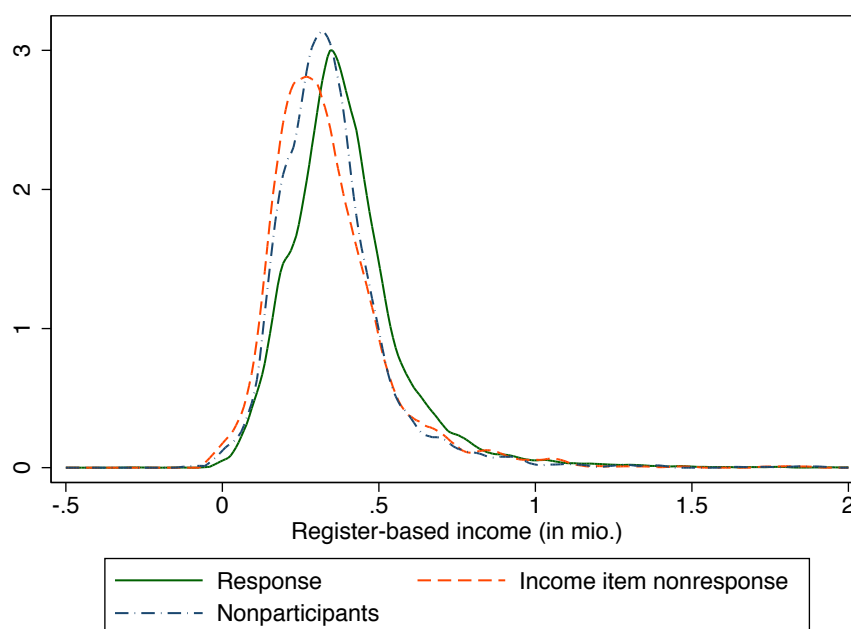 3
2
1
0
-.5 0 .5 1 1.5 2
Register-based income (in mio.)
Response Income item nonresponse
Nonparticipants